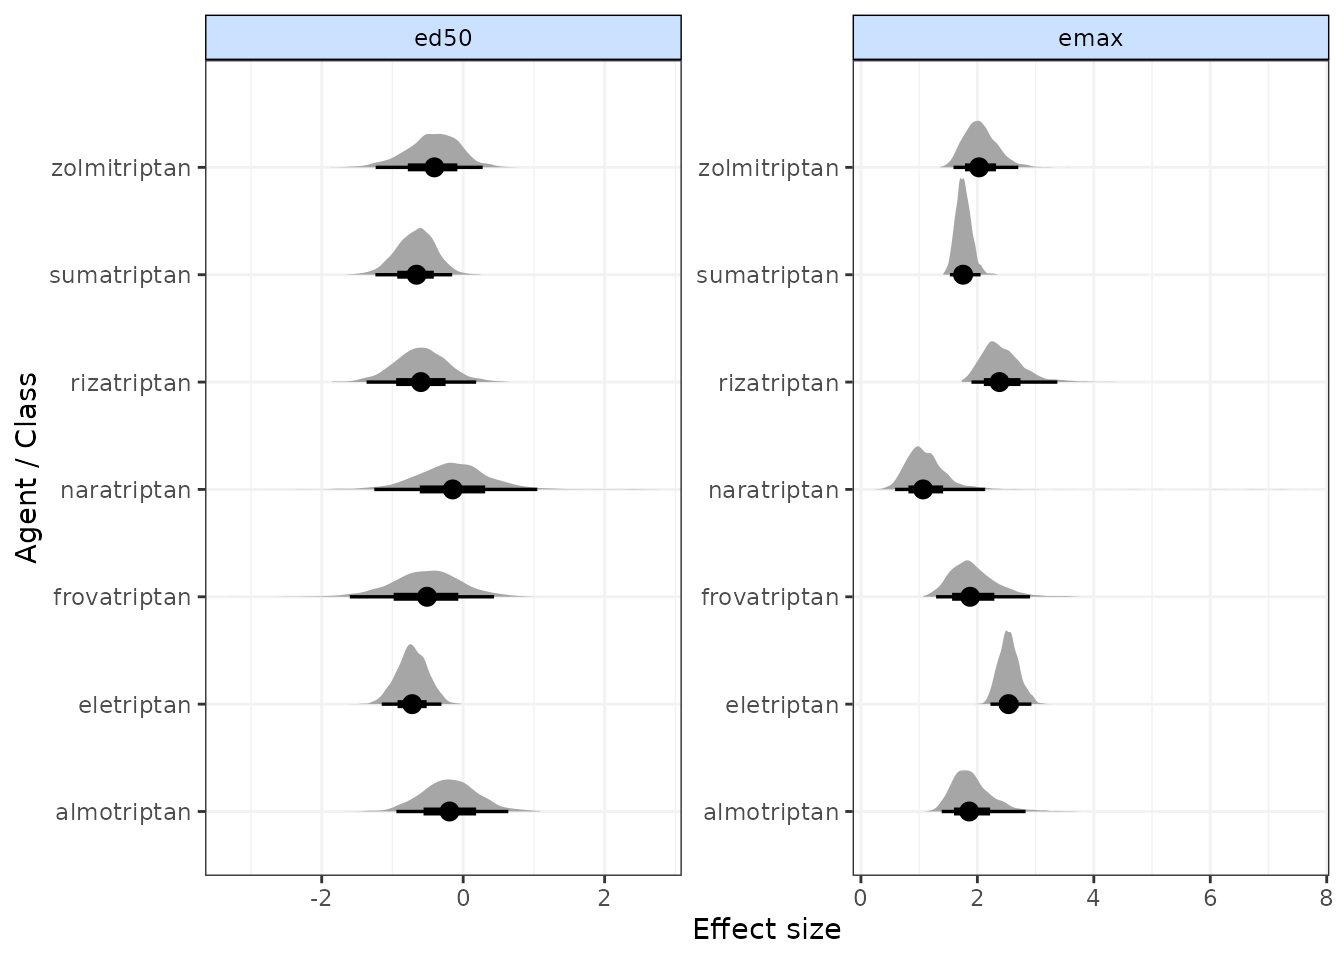 ed50
emax
zolmitriptan
sumatriptan
rizatriptan
naratriptan
frovatriptan
eletriptan
almotriptan
zolmitriptan
sumatriptan
rizatriptan
naratriptan
frovatriptan
eletriptan
almotriptan
Agent / Class
-2 0 2
0 2 4 6 8
Effect size